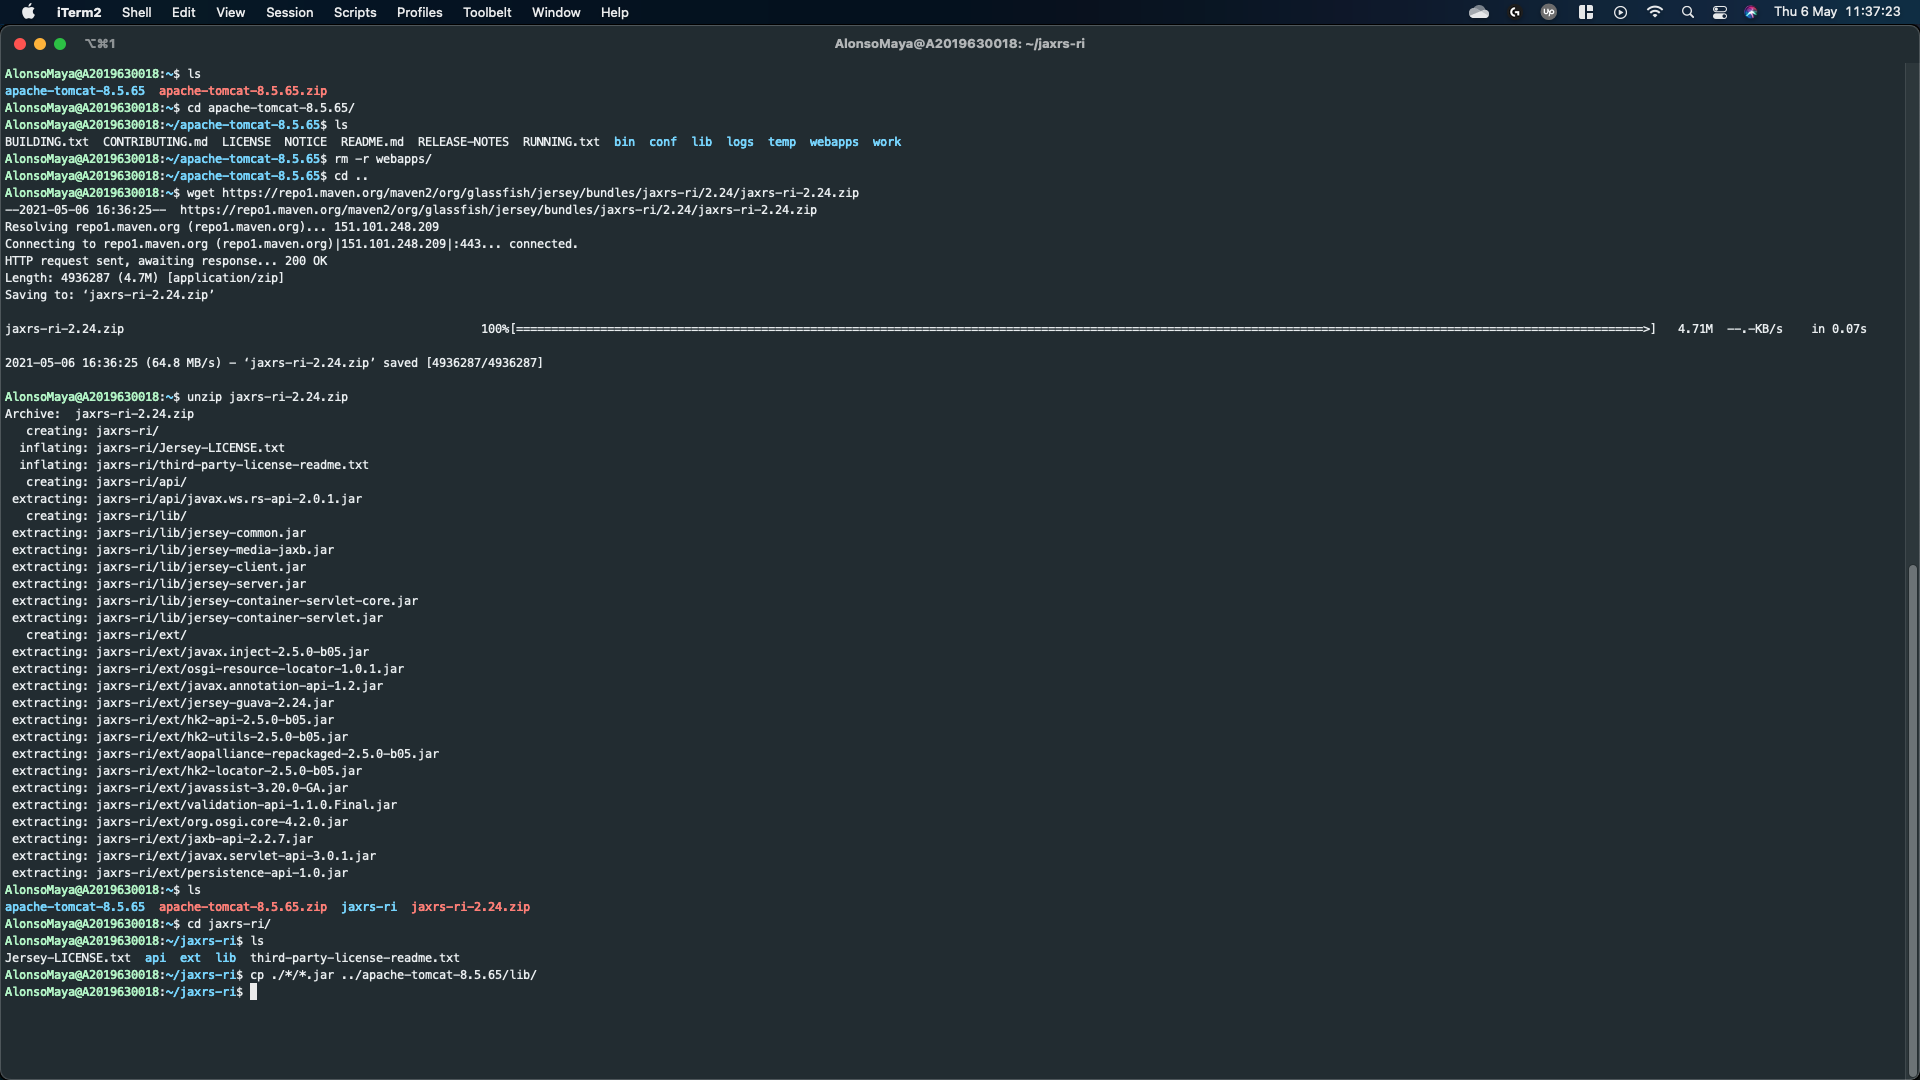 iTerm2 Shell Edit View Session Scripts Profiles Toolbelt Window Help Thu 6 May 11:37:23
⌥⌘1 AlonsoMaya@A2019630018: ~/jaxrs-ri
AlonsoMaya@A2019630018:~$ ls
apache-tomcat-8.5.65  apache-tomcat-8.5.65.zip
AlonsoMaya@A2019630018:~$ cd apache-tomcat-8.5.65/
AlonsoMaya@A2019630018:~/apache-tomcat-8.5.65$ ls
BUILDING.txt  CONTRIBUTING.md  LICENSE  NOTICE  README.md  RELEASE-NOTES  RUNNING.txt  bin  conf  lib  logs  temp  webapps  work
AlonsoMaya@A2019630018:~/apache-tomcat-8.5.65$ rm -r webapps/
AlonsoMaya@A2019630018:~/apache-tomcat-8.5.65$ cd ..
AlonsoMaya@A2019630018:~$ wget https://repo1.maven.org/maven2/org/glassfish/jersey/bundles/jaxrs-ri/2.24/jaxrs-ri-2.24.zip
--2021-05-06 16:36:25--  https://repo1.maven.org/maven2/org/glassfish/jersey/bundles/jaxrs-ri/2.24/jaxrs-ri-2.24.zip
Resolving repo1.maven.org (repo1.maven.org)... 151.101.248.209
Connecting to repo1.maven.org (repo1.maven.org)|151.101.248.209|:443... connected.
HTTP request sent, awaiting response... 200 OK
Length: 4936287 (4.7M) [application/zip]
Saving to: ‘jaxrs-ri-2.24.zip’
jaxrs-ri-2.24.zip 100%[=================================================================================================================================================================>] 4.71M --.-KB/s in 0.07s
2021-05-06 16:36:25 (64.8 MB/s) - ‘jaxrs-ri-2.24.zip’ saved [4936287/4936287]
AlonsoMaya@A2019630018:~$ unzip jaxrs-ri-2.24.zip
Archive:  jaxrs-ri-2.24.zip
creating: jaxrs-ri/
inflating: jaxrs-ri/Jersey-LICENSE.txt
inflating: jaxrs-ri/third-party-license-readme.txt
creating: jaxrs-ri/api/
extracting: jaxrs-ri/api/javax.ws.rs-api-2.0.1.jar
creating: jaxrs-ri/lib/
extracting: jaxrs-ri/lib/jersey-common.jar
extracting: jaxrs-ri/lib/jersey-media-jaxb.jar
extracting: jaxrs-ri/lib/jersey-client.jar
extracting: jaxrs-ri/lib/jersey-server.jar
extracting: jaxrs-ri/lib/jersey-container-servlet-core.jar
extracting: jaxrs-ri/lib/jersey-container-servlet.jar
creating: jaxrs-ri/ext/
extracting: jaxrs-ri/ext/javax.inject-2.5.0-b05.jar
extracting: jaxrs-ri/ext/osgi-resource-locator-1.0.1.jar
extracting: jaxrs-ri/ext/javax.annotation-api-1.2.jar
extracting: jaxrs-ri/ext/jersey-guava-2.24.jar
extracting: jaxrs-ri/ext/hk2-api-2.5.0-b05.jar
extracting: jaxrs-ri/ext/hk2-utils-2.5.0-b05.jar
extracting: jaxrs-ri/ext/aopalliance-repackaged-2.5.0-b05.jar
extracting: jaxrs-ri/ext/hk2-locator-2.5.0-b05.jar
extracting: jaxrs-ri/ext/javassist-3.20.0-GA.jar
extracting: jaxrs-ri/ext/validation-api-1.1.0.Final.jar
extracting: jaxrs-ri/ext/org.osgi.core-4.2.0.jar
extracting: jaxrs-ri/ext/jaxb-api-2.2.7.jar
extracting: jaxrs-ri/ext/javax.servlet-api-3.0.1.jar
extracting: jaxrs-ri/ext/persistence-api-1.0.jar
AlonsoMaya@A2019630018:~$ ls
apache-tomcat-8.5.65  apache-tomcat-8.5.65.zip  jaxrs-ri  jaxrs-ri-2.24.zip
AlonsoMaya@A2019630018:~$ cd jaxrs-ri/
AlonsoMaya@A2019630018:~/jaxrs-ri$ ls
Jersey-LICENSE.txt  api  ext  lib  third-party-license-readme.txt
AlonsoMaya@A2019630018:~/jaxrs-ri$ cp ./*/*.jar ../apache-tomcat-8.5.65/lib/
AlonsoMaya@A2019630018:~/jaxrs-ri$